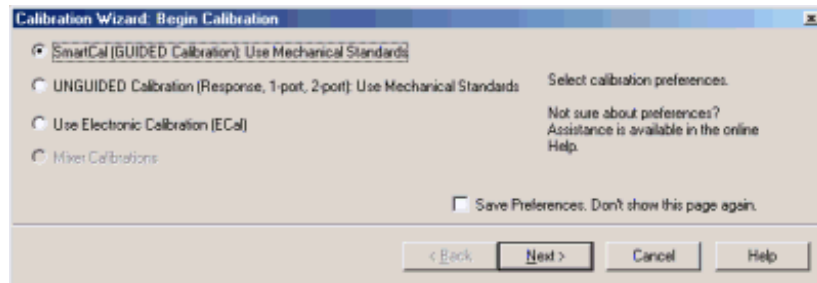 Calibration Wizard: Begin Calibration
SmartCal (GUIDED Calibration): Use Mechanical Standards
UNGUIDED Calibration (Response, 1-port, 2-port): Use Mechanical Standards
Use Electronic Calibration (ECal)
Mixer Calibrations
Select calibration preferences.
Not sure about preferences?
Assistance is available in the online
Help.
Save Preferences. Don't show this page again.
< Back
Next >
Cancel
Help